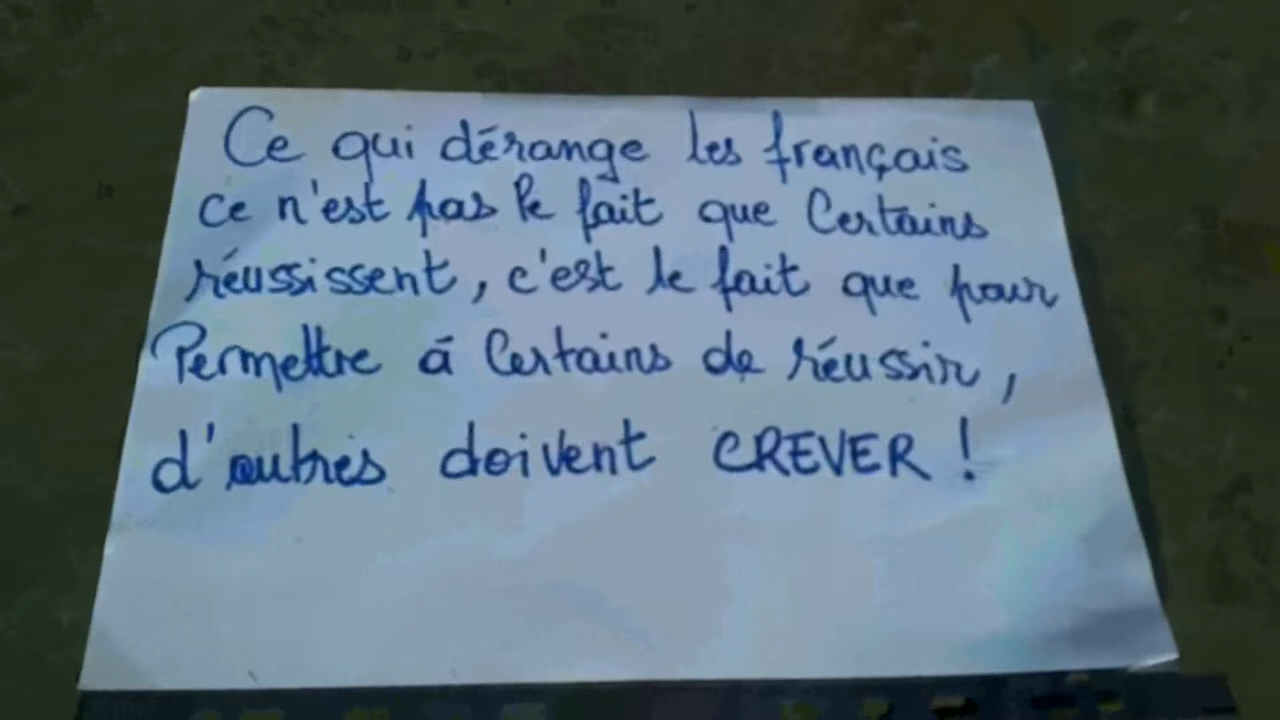 Ce qui dérange les français
ce n'est pas le fait que Certains
réussissent, c'est le fait que pour
Permettre à Certains de réussir,
d'autres doivent CREVER !